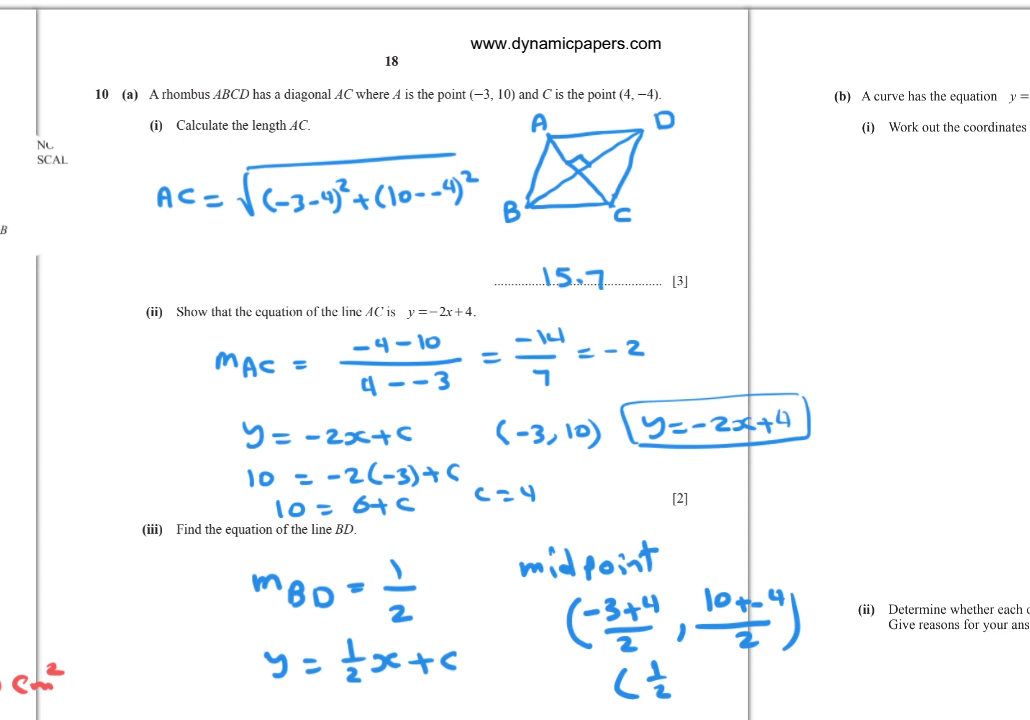 www.dynamicpapers.com
18
10 (a) A rhombus ABCD has a diagonal AC where A is the point (−3, 10) and C is the point (4, −4).
(i) Calculate the length AC.
A D
B C
AC = √(-3-4)² + (10--4)²
15.7 [3]
(ii) Show that the equation of the line AC is y = −2x + 4.
m AC = -4-10 / 4--3 = -14 / 7 = -2
y = -2x + c (-3, 10) y = -2x + 4
10 = -2(-3) + c
10 = 6 + c c = 4
[2]
(iii) Find the equation of the line BD.
m BD = 1/2 midpoint
(-3+4 / 2 , 10+-4 / 2)
y = 1/2 x + c
(1/2
SCAL
B
cm²
(b) A curve has the equation y =
(i) Work out the coordinates
(ii) Determine whether each
Give reasons for your ans